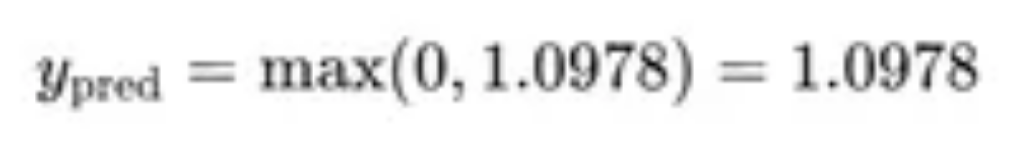 y_pred = max(0, 1.0978) = 1.0978